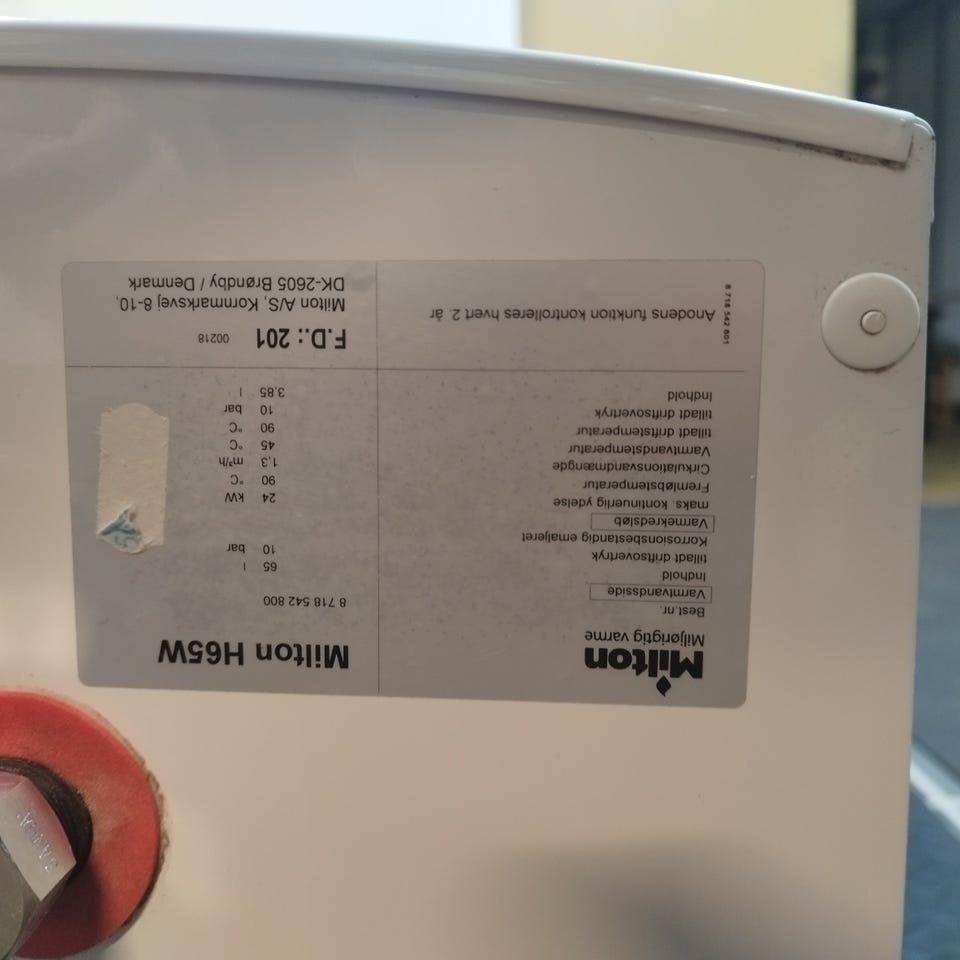 Milton
Miljørigtig varme
Milton H65W
Best.nr. 8 718 542 800
Varmtvandsside
Indhold 65 l
tilladt driftsovertryk 10 bar
Korrosionsbestandig emaljeret
Varmekredsløb
maks. kontinuerlig ydelse 24 kW
Fremløbstemperatur 90 °C
Cirkulationsvandmængde 1,3 m³/h
Varmtvandstemperatur 45 °C
tilladt driftstemperatur 90 °C
tilladt driftsovertryk 10 bar
Indhold 3,85 l
8 718 542 801
Anodens funktion kontrolleres hvert 2. år
F.D.: 201 00218
Milton A/S, Kornmarksvej 8-10,
DK-2605 Brøndby / Denmark